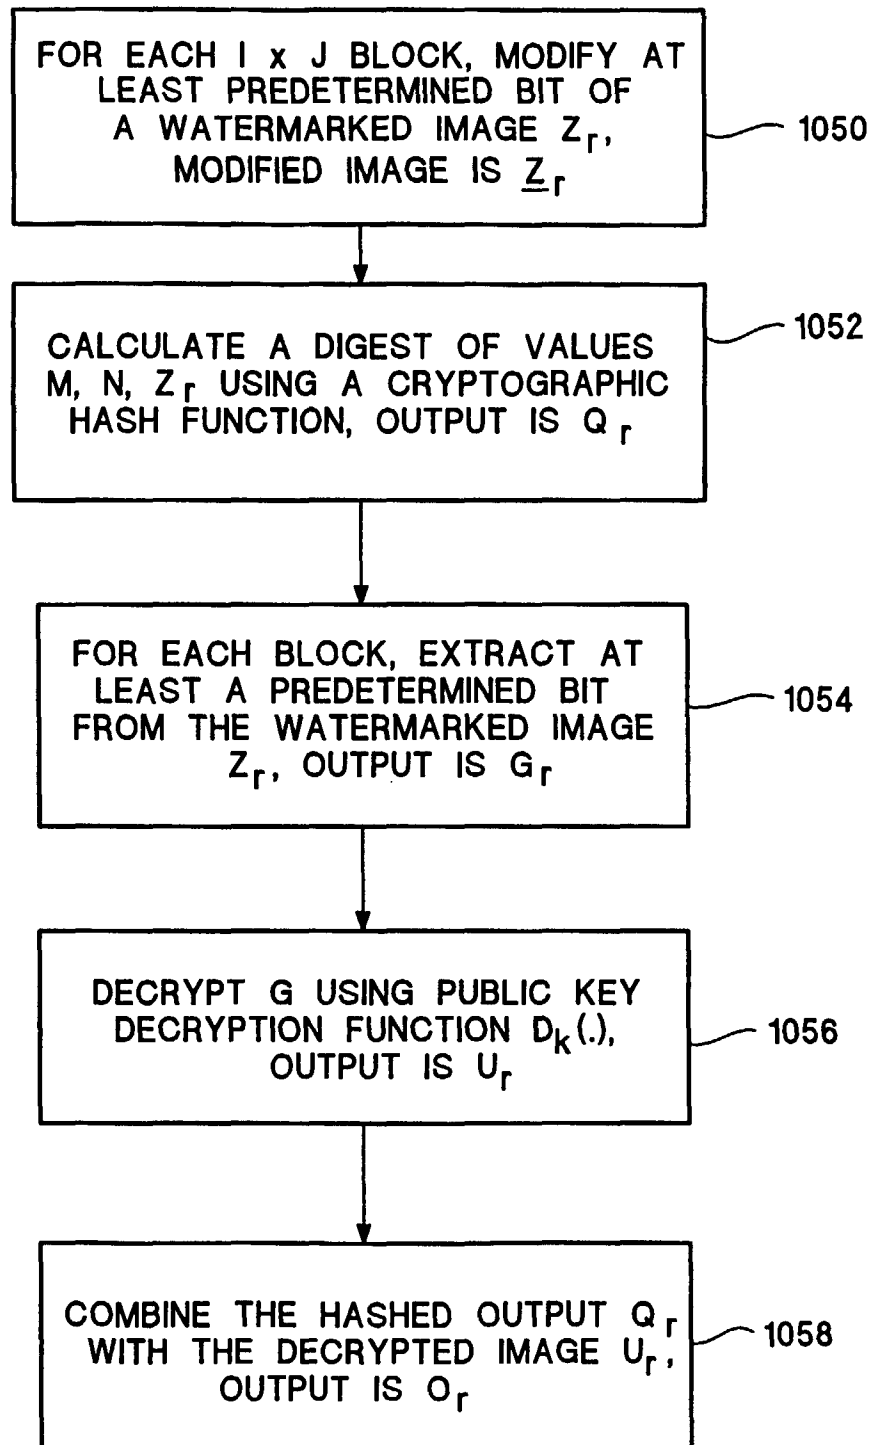 FOR EACH I x J BLOCK, MODIFY AT
LEAST PREDETERMINED BIT OF
A WATERMARKED IMAGE Zr,
MODIFIED IMAGE IS Zr
1050
CALCULATE A DIGEST OF VALUES
M, N, Zr USING A CRYPTOGRAPHIC
HASH FUNCTION, OUTPUT IS Qr
1052
FOR EACH BLOCK, EXTRACT AT
LEAST A PREDETERMINED BIT
FROM THE WATERMARKED IMAGE
Zr, OUTPUT IS Gr
1054
DECRYPT G USING PUBLIC KEY
DECRYPTION FUNCTION Dk(.),
OUTPUT IS Ur
1056
COMBINE THE HASHED OUTPUT Qr
WITH THE DECRYPTED IMAGE Ur,
OUTPUT IS Or
1058